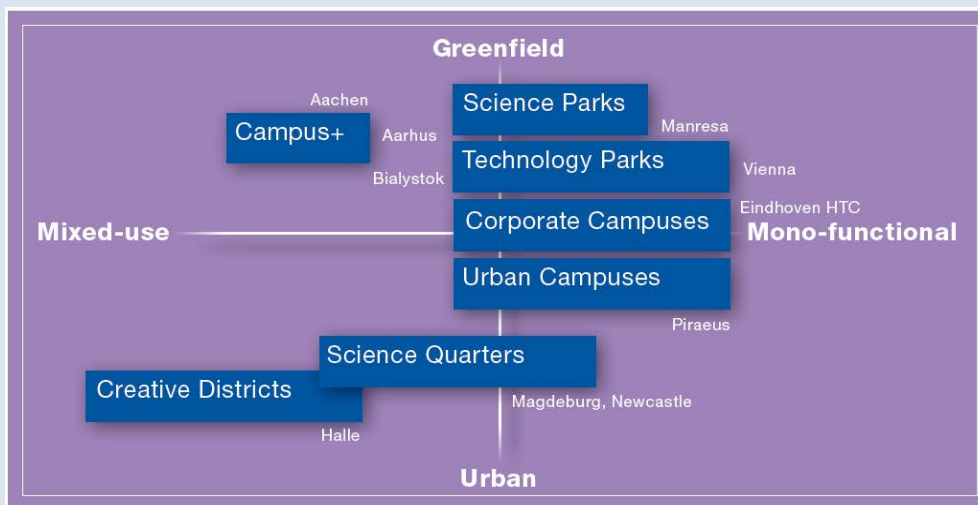 Greenfield
Aachen
Science Parks
Campus+
Aarhus
Manresa
Bialystok
Technology Parks
Vienna
Corporate Campuses
Eindhoven HTC
Mixed-use
Mono-functional
Urban Campuses
Piraeus
Science Quarters
Creative Districts
Magdeburg, Newcastle
Halle
Urban